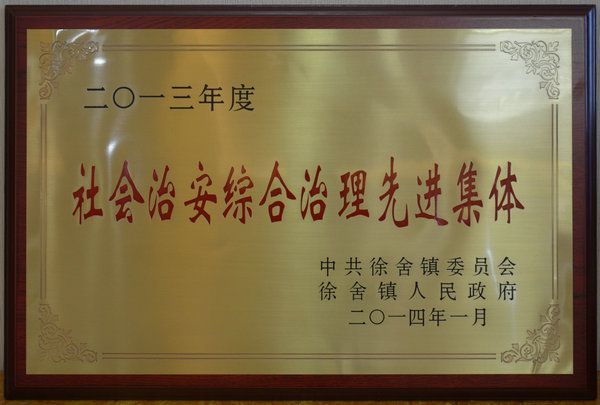 二〇一三年度
社会治安综合治理先进集体
中共徐舍镇委员会
徐舍镇人民政府
二〇一四年一月